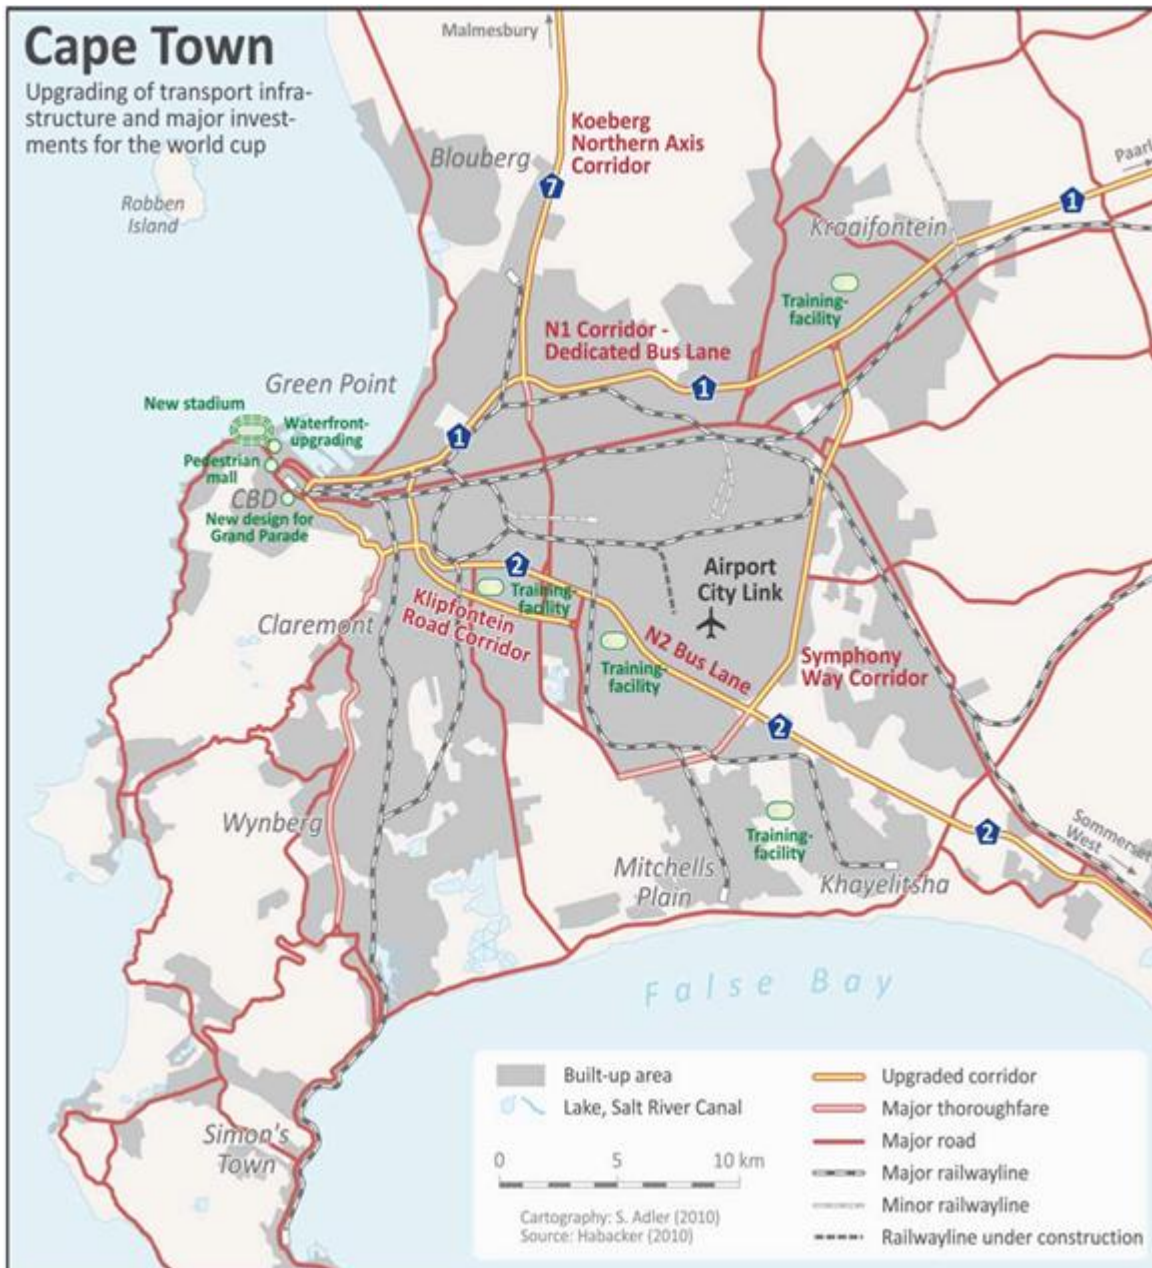 Cape Town
Upgrading of transport infra-
structure and major invest-
ments for the world cup
Malmesbury
Koeberg
Northern Axis
Corridor
Blouberg
7
Paarl
1
Robben
Island
Kraaifontein
Training-
facility
N1 Corridor -
Dedicated Bus Lane
1
Green Point
New stadium
Waterfront-
upgrading
1
Pedestrian
mall
CBD
New design for
Grand Parade
2
Training-
facility
Airport
City Link
Klipfontein
Road Corridor
Claremont
Training-
facility
N2 Bus Lane
Symphony
Way Corridor
2
Wynberg
Training-
facility
2
Sommerset
West
Mitchells
Plain
Khayelitsha
False Bay
Simon's
Town
Built-up area
Lake, Salt River Canal
0 5 10 km
Cartography: S. Adler (2010)
Source: Habacker (2010)
Upgraded corridor
Major thoroughfare
Major road
Major railwayline
Minor railwayline
Railwayline under construction